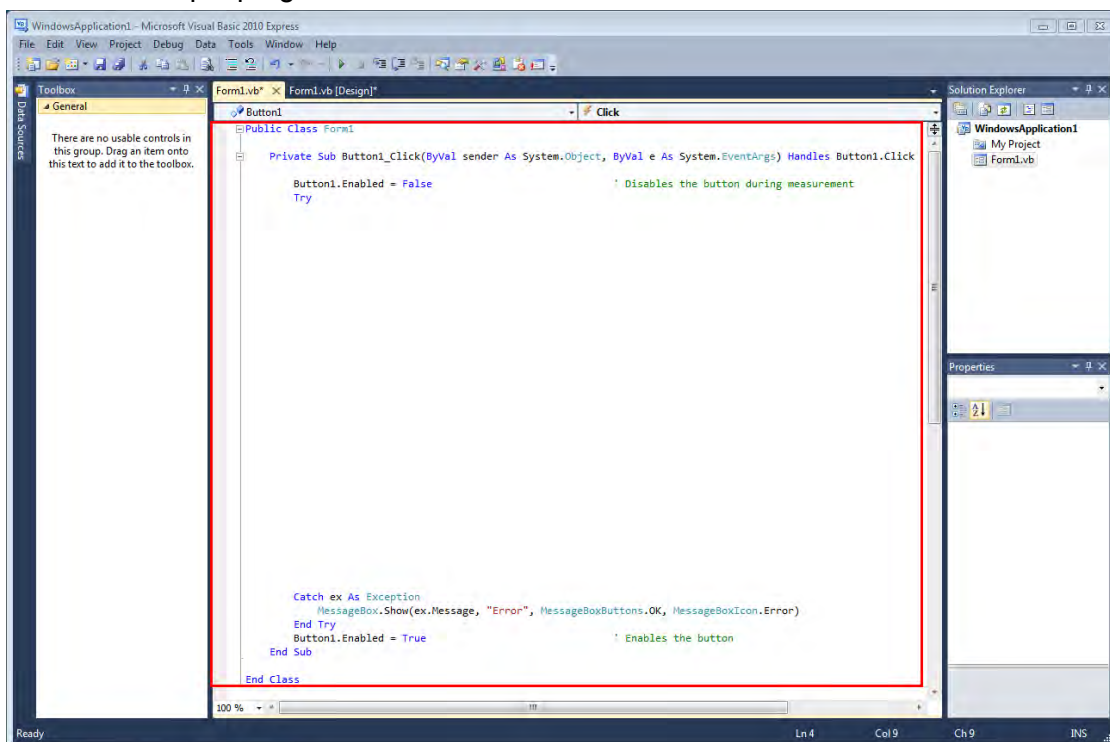 WindowsApplication1 - Microsoft Visual Basic 2010 Express
File Edit View Project Debug Data Tools Window Help
Toolbox
Form1.vb* Form1.vb [Design]*
Solution Explorer
Data Sources
General
Button1 Click
There are no usable controls in
this group. Drag an item onto
this text to add it to the toolbox.
WindowsApplication1
My Project
Form1.vb
Public Class Form1
Private Sub Button1_Click(ByVal sender As System.Object, ByVal e As System.EventArgs) Handles Button1.Click
Button1.Enabled = False ' Disables the button during measurement
Try
Properties
Catch ex As Exception
MessageBox.Show(ex.Message, "Error", MessageBoxButtons.OK, MessageBoxIcon.Error)
End Try
Button1.Enabled = True ' Enables the button
End Sub
End Class
100 %
Ready Ln 4 Col 9 Ch 9 INS